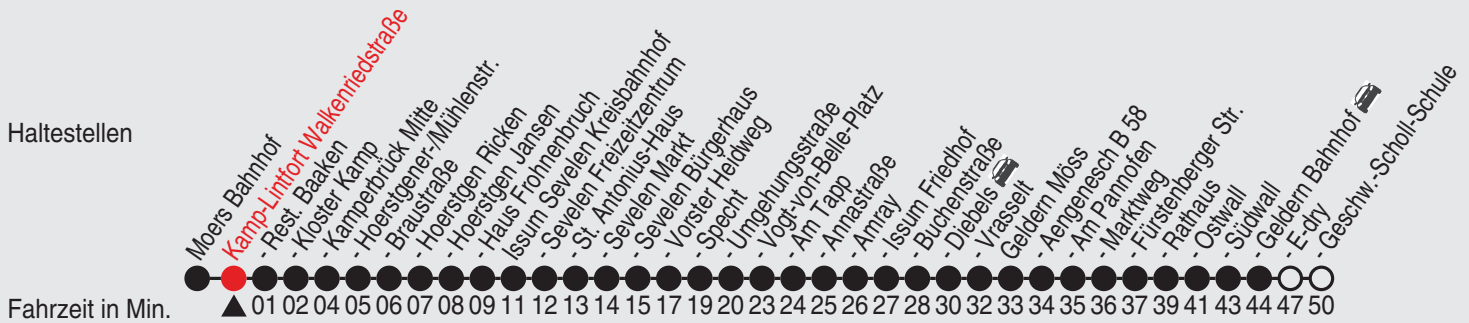 Haltestellen
Moers Bahnhof
Kamp-Lintfort Walkenriedstraße
- Rest. Baaken
- Kloster Kamp
- Kamperbrück Mitte
- Hoerstgener-/Mühlenstr.
- Braustraße
- Hoerstgen Ricken
- Hoerstgen Jansen
- Haus Frohnenbruch
Issum Sevelen Kreisbahnhof
- Sevelen Freizeitzentrum
- St. Antonius-Haus
- Sevelen Markt
- Sevelen Bürgerhaus
- Vorster Heidweg
- Specht
- Umgehungsstraße
- Vogt-von-Belle-Platz
- Am Tapp
- Annastraße
- Amray
- Issum Friedhof
- Buchenstraße
- Diebels
- Vrasselt
Geldern Möss
- Aengenesch B 58
- Am Pannofen
- Marktweg
- Fürstenberger Str.
- Rathaus
- Ostwall
- Südwall
- Geldern Bahnhof
- E-dry
- Geschw.-Scholl-Schule
Fahrzeit in Min. 01 02 04 05 06 07 08 09 11 12 13 14 15 17 19 20 23 24 25 26 27 28 30 32 33 34 35 36 37 39 41 43 44 47 50